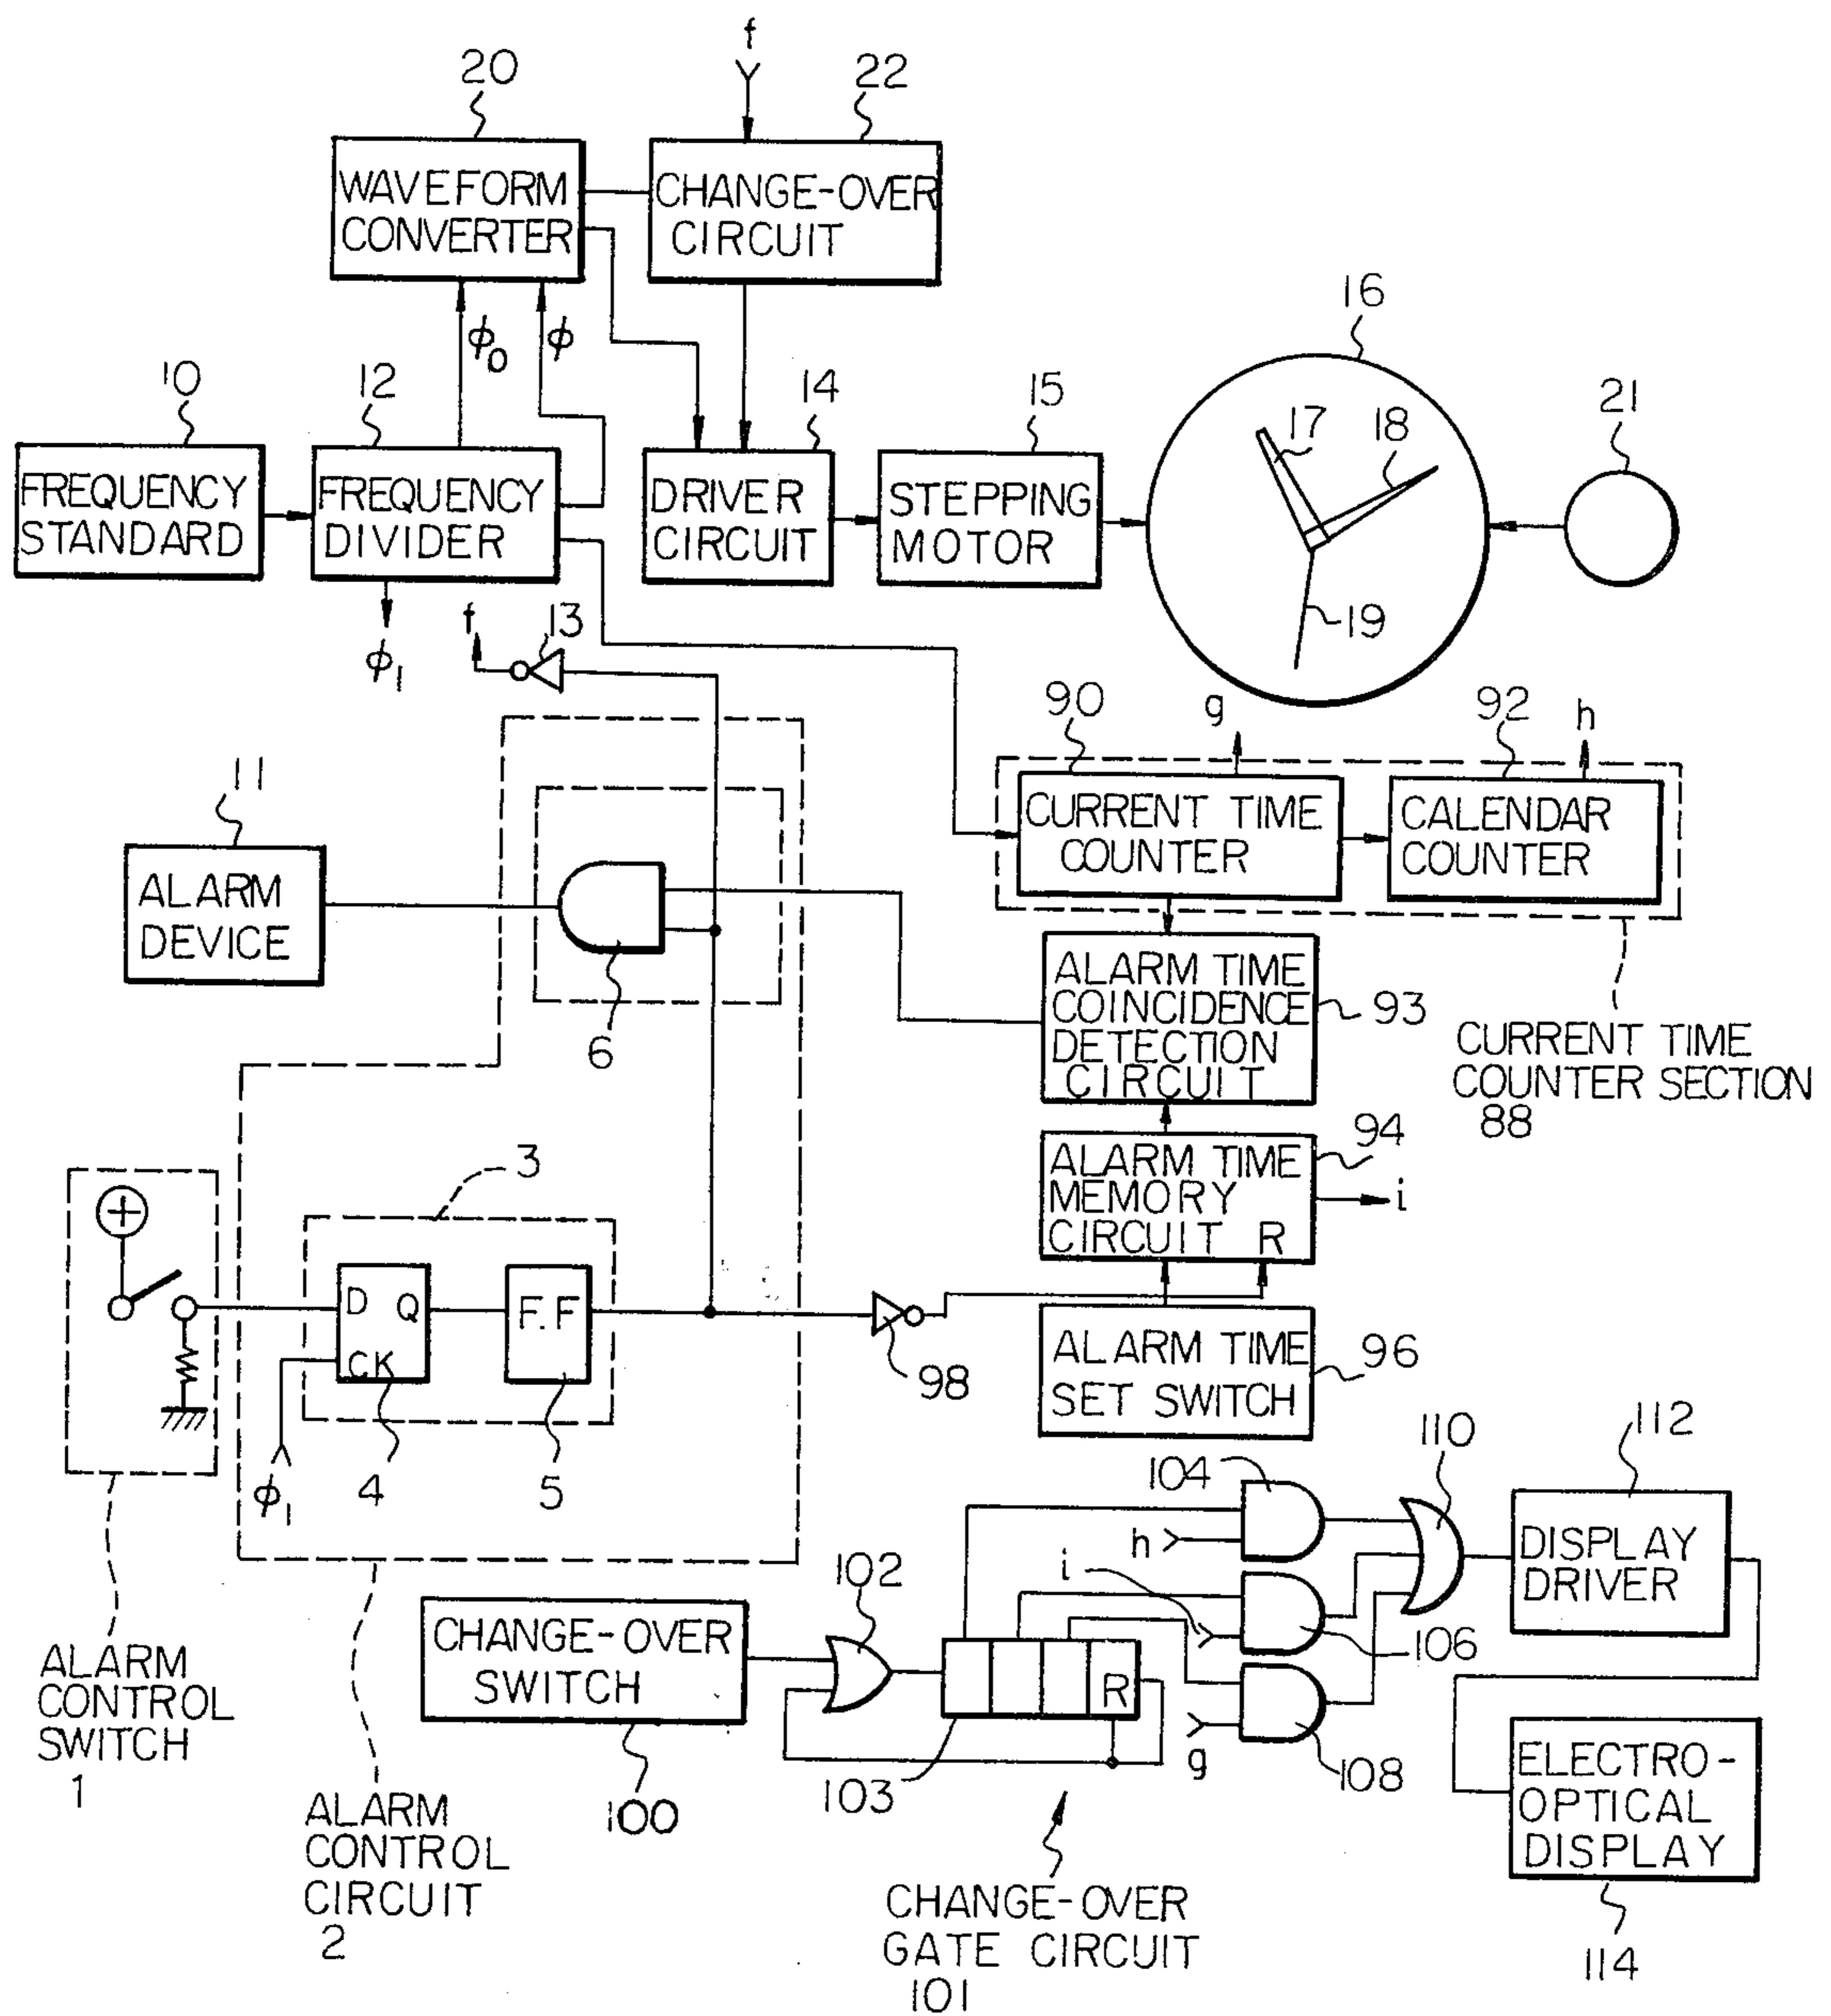 f
20
22
WAVEFORM
CONVERTER
CHANGE-OVER
CIRCUIT
16
ϕ0
ϕ
10
12
14
15
21
17
18
FREQUENCY
STANDARD
FREQUENCY
DIVIDER
DRIVER
CIRCUIT
STEPPING
MOTOR
19
ϕ1
f
13
90
g
92
h
11
CURRENT TIME
COUNTER
CALENDAR
COUNTER
ALARM
DEVICE
6
ALARM TIME
COINCIDENCE
DETECTION
CIRCUIT
93
CURRENT TIME
COUNTER SECTION
88
3
94
ALARM TIME
MEMORY
CIRCUIT R
i
D Q
CK
F.F
98
ALARM TIME
SET SWITCH
96
ϕ1
4
5
104
110
112
h
DISPLAY
DRIVER
i
102
106
CHANGE-OVER
SWITCH
R
ALARM
CONTROL
SWITCH
1
g
108
103
100
ELECTRO-
OPTICAL
DISPLAY
ALARM
CONTROL
CIRCUIT
2
CHANGE-OVER
GATE CIRCUIT
101
114